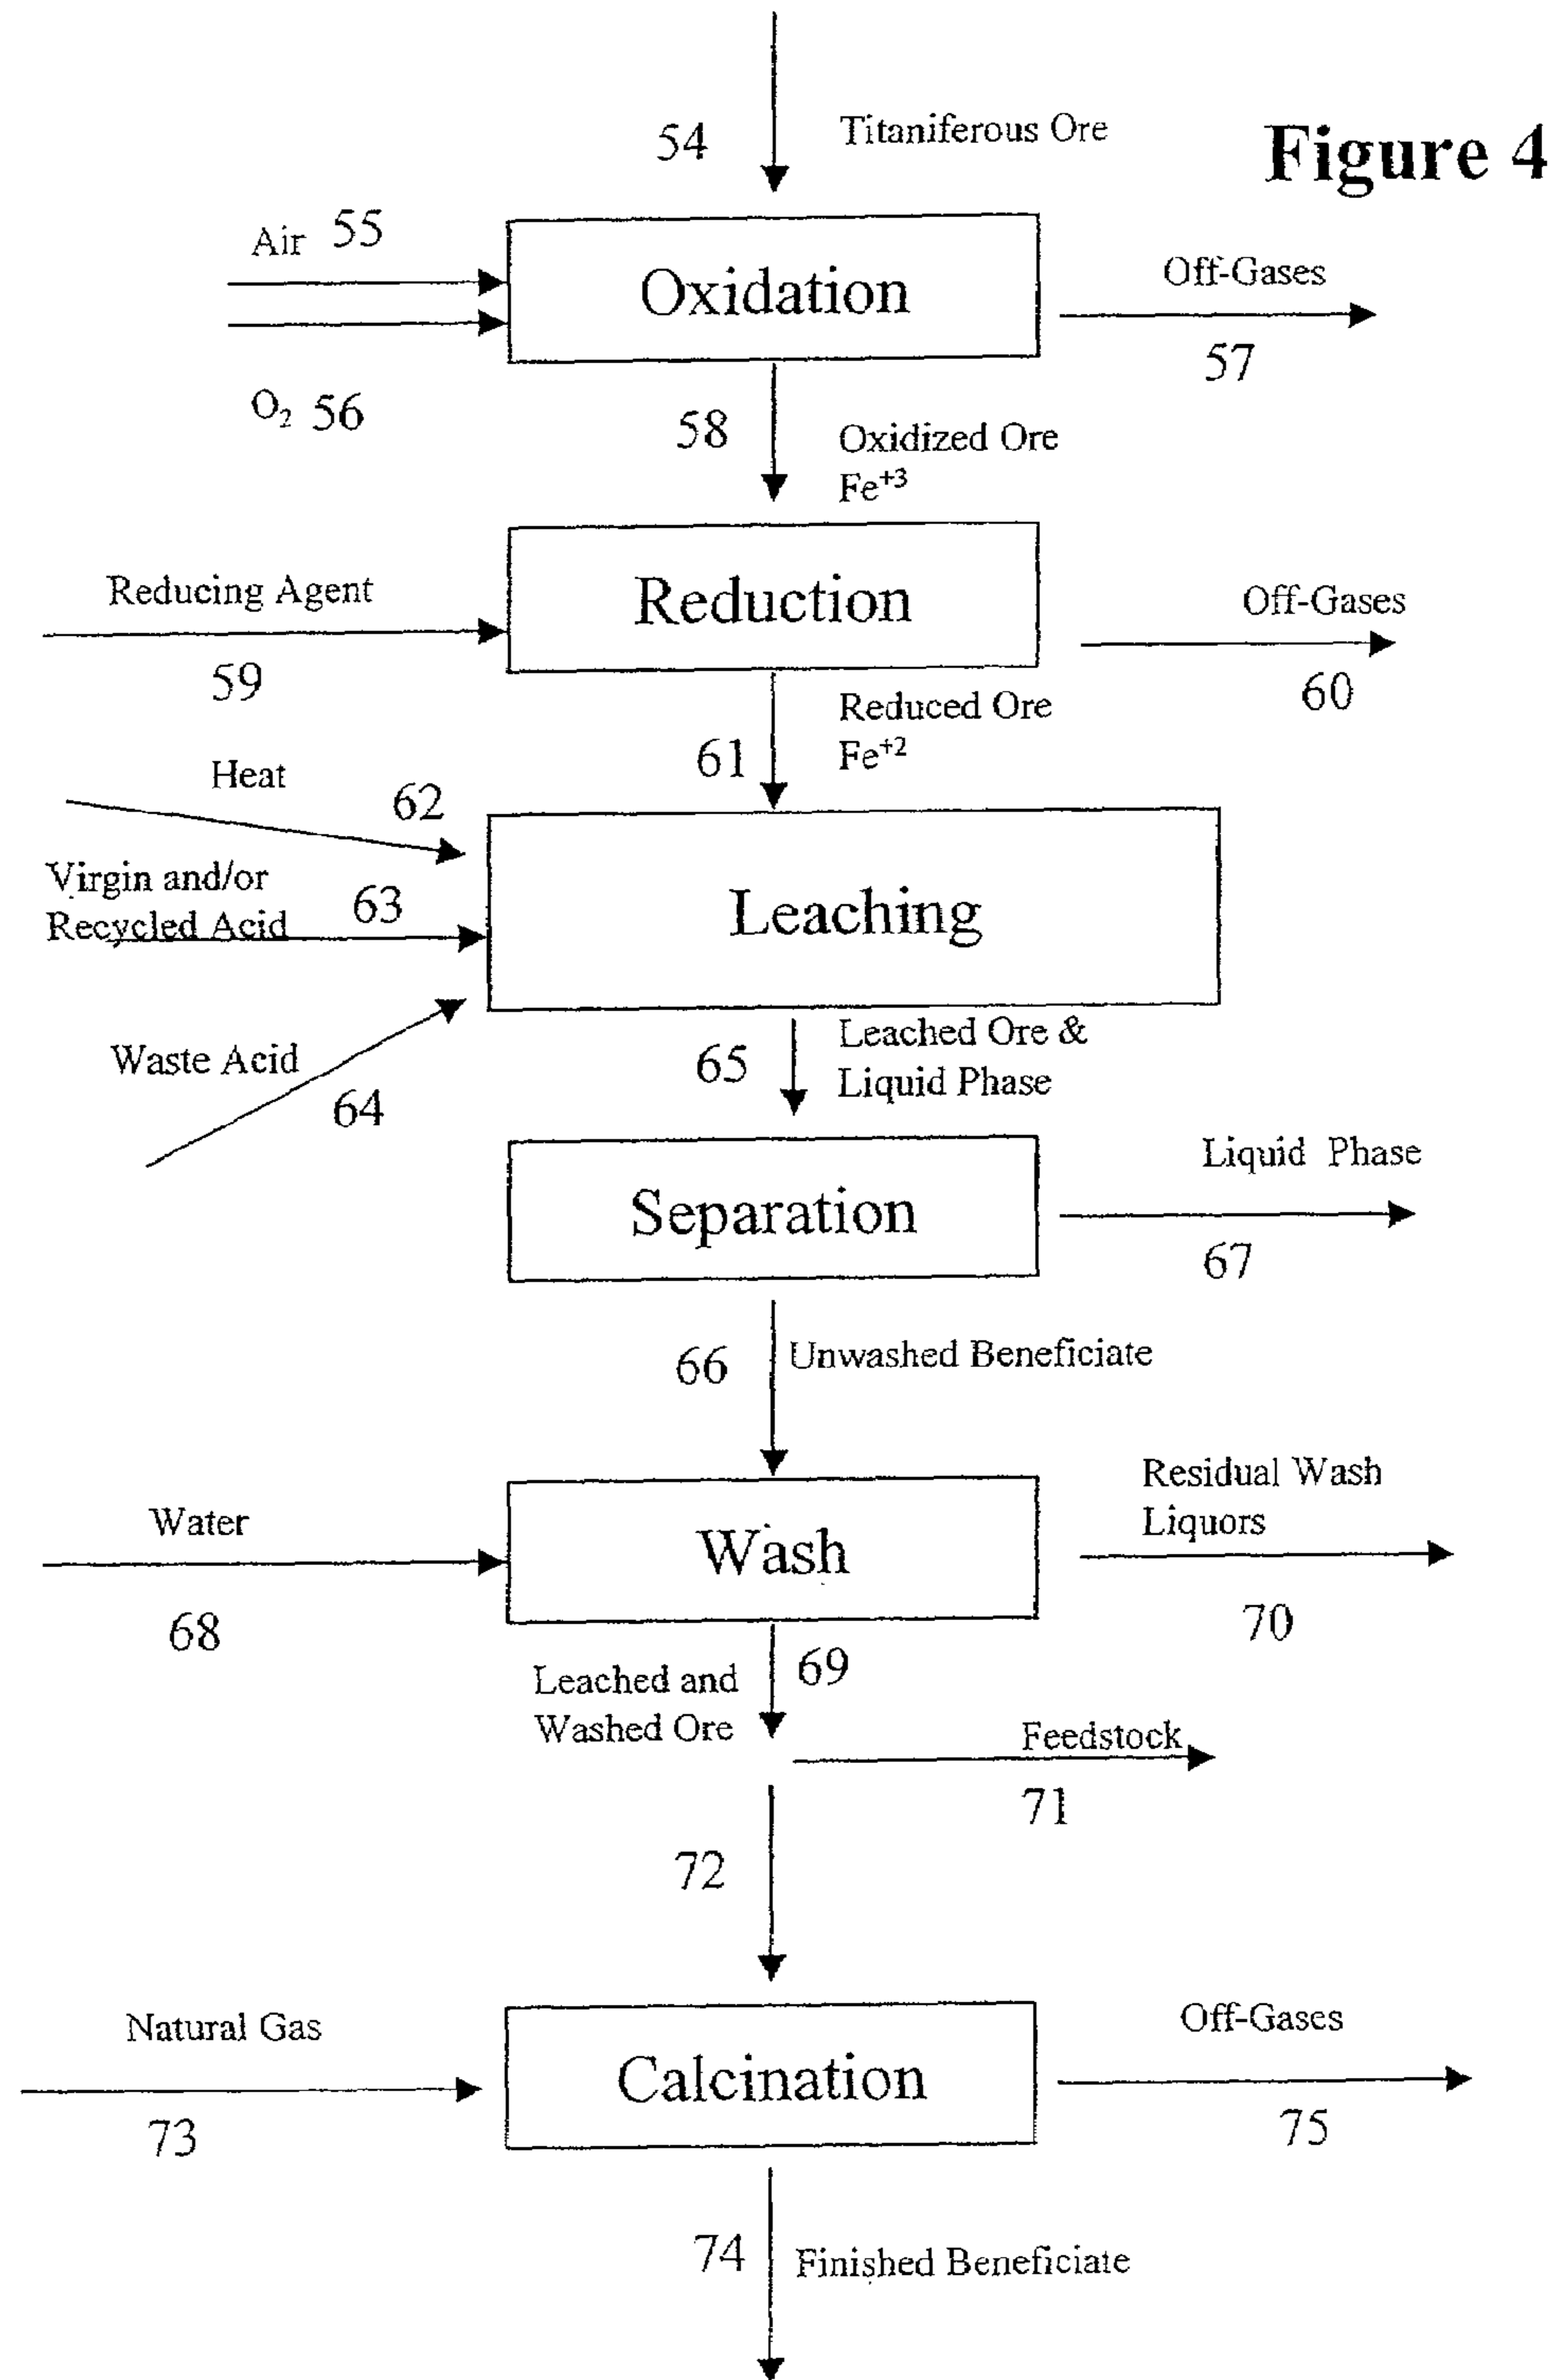 54
Titaniferous Ore
Figure 4
Air 55
Oxidation
Off-Gases
57
O₂ 56
58
Oxidized Ore
Fe⁺³
Reducing Agent
59
Reduction
Off-Gases
60
61
Reduced Ore
Fe⁺²
Heat
62
Virgin and/or
Recycled Acid
63
Leaching
Waste Acid
64
65
Leached Ore &
Liquid Phase
Separation
Liquid Phase
67
66
Unwashed Beneficiate
Water
68
Wash
Residual Wash
Liquors
70
Leached and
Washed Ore
69
Feedstock
71
72
Natural Gas
73
Calcination
Off-Gases
75
74
Finished Beneficiate